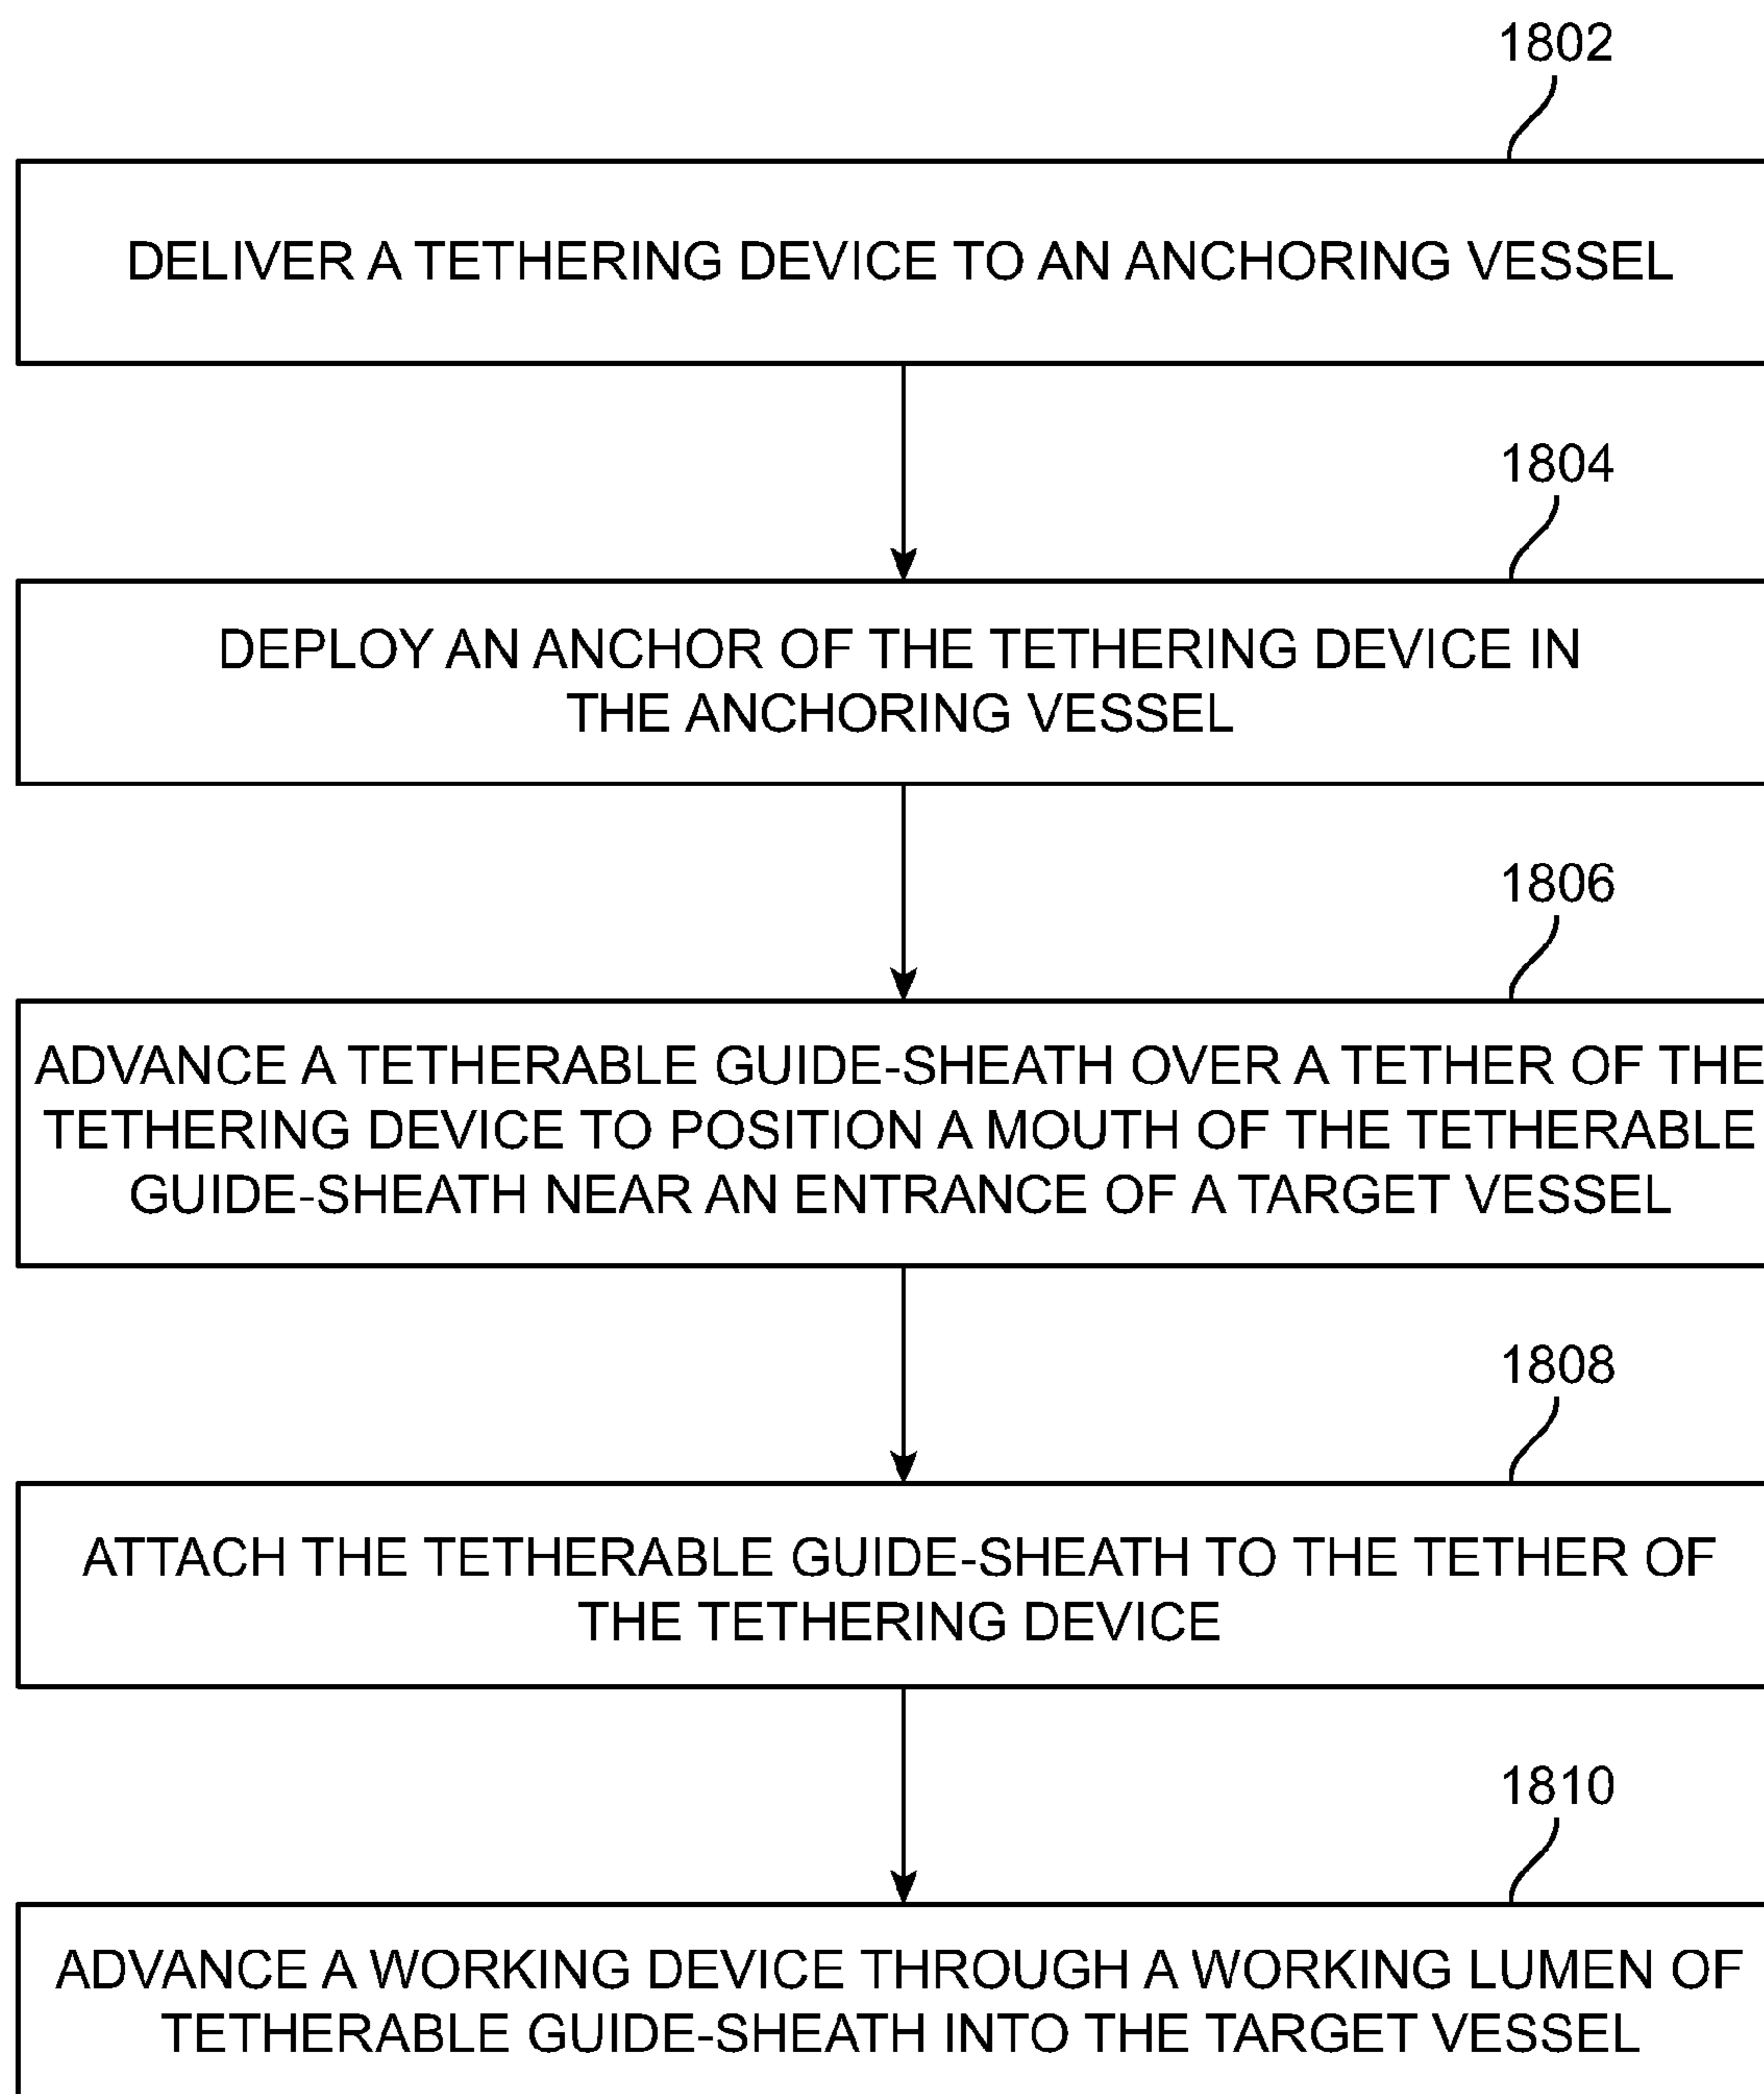 1802
DELIVER A TETHERING DEVICE TO AN ANCHORING VESSEL
1804
DEPLOY AN ANCHOR OF THE TETHERING DEVICE IN
THE ANCHORING VESSEL
1806
ADVANCE A TETHERABLE GUIDE-SHEATH OVER A TETHER OF THE
TETHERING DEVICE TO POSITION A MOUTH OF THE TETHERABLE
GUIDE-SHEATH NEAR AN ENTRANCE OF A TARGET VESSEL
1808
ATTACH THE TETHERABLE GUIDE-SHEATH TO THE TETHER OF
THE TETHERING DEVICE
1810
ADVANCE A WORKING DEVICE THROUGH A WORKING LUMEN OF
TETHERABLE GUIDE-SHEATH INTO THE TARGET VESSEL